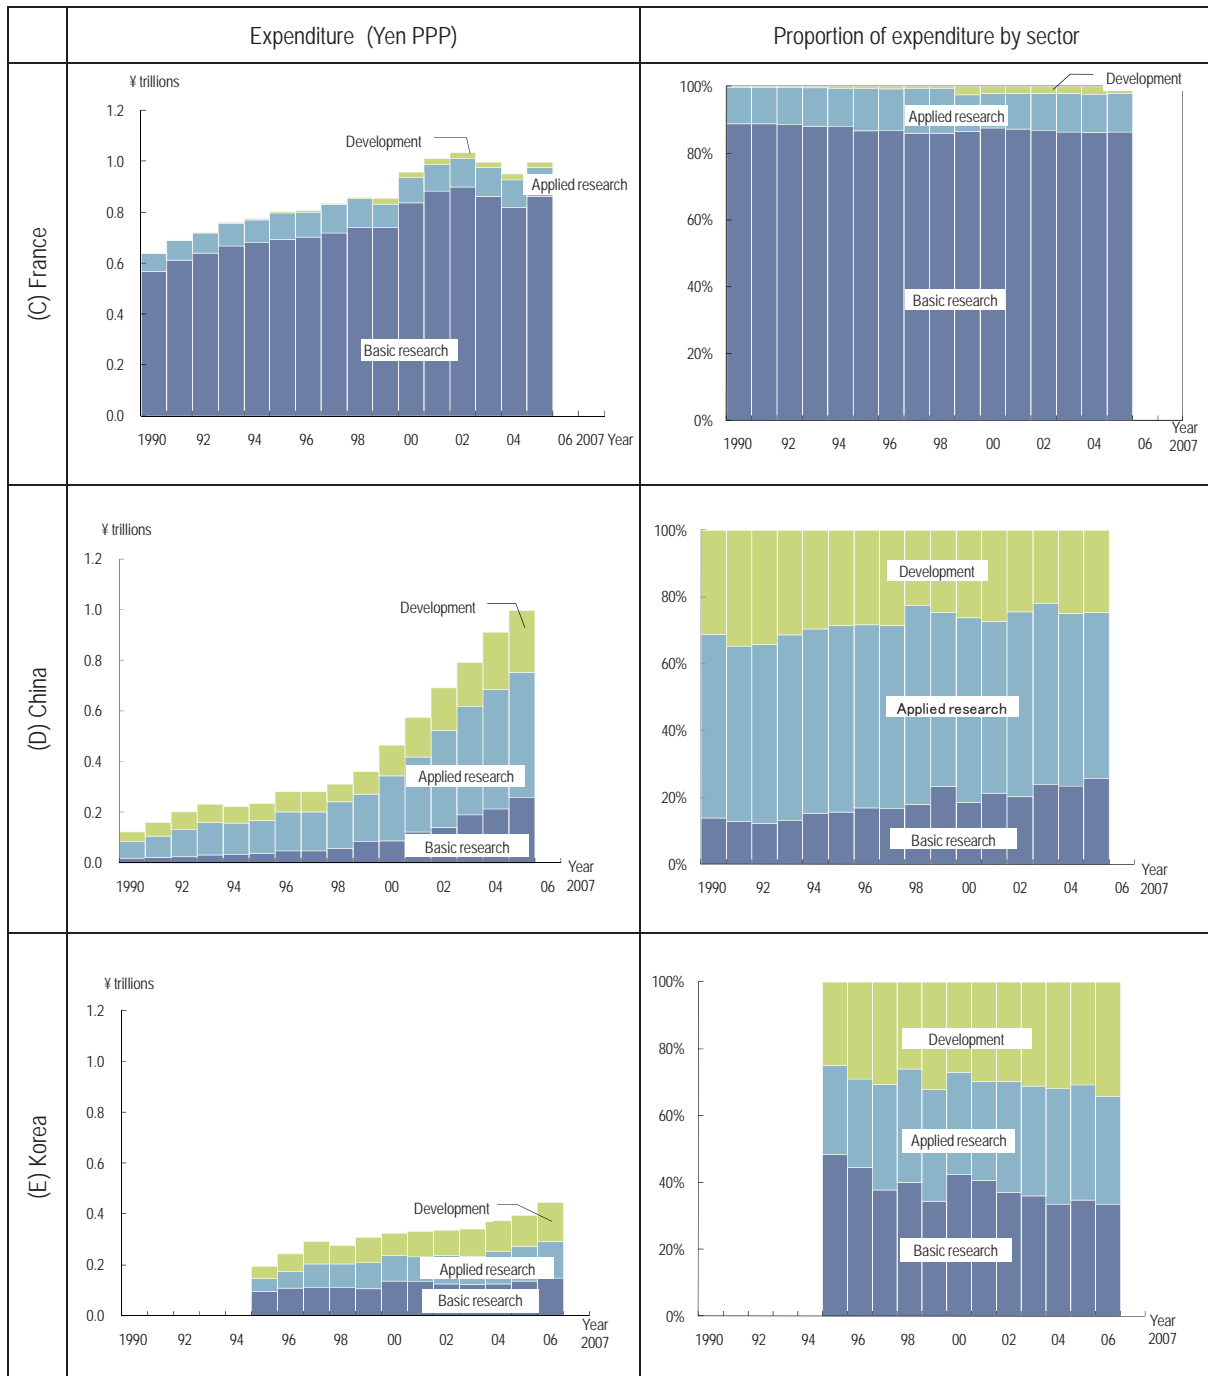 Expenditure (Yen PPP)
Proportion of expenditure by sector
(C) France
¥ trillions
1.2
1.0
0.8
0.6
0.4
0.2
0.0
Development
Applied research
Basic research
1990 92 94 96 98 00 02 04 06 2007 Year
100%
80%
60%
40%
20%
0%
Development
Applied research
Basic research
1990 92 94 96 98 00 02 04 06 2007
Year
(D) China
¥ trillions
1.2
1.0
0.8
0.6
0.4
0.2
0.0
Development
Applied research
Basic research
1990 92 94 96 98 00 02 04 06 2007
Year
100%
80%
60%
40%
20%
0%
Development
Applied research
Basic research
1990 92 94 96 98 00 02 04 06 2007
Year
(E) Korea
¥ trillions
1.2
1.0
0.8
0.6
0.4
0.2
0.0
Development
Applied research
Basic research
1990 92 94 96 98 00 02 04 06 2007
Year
100%
80%
60%
40%
20%
0%
Development
Applied research
Basic research
1990 92 94 96 98 00 02 04 06 2007
Year